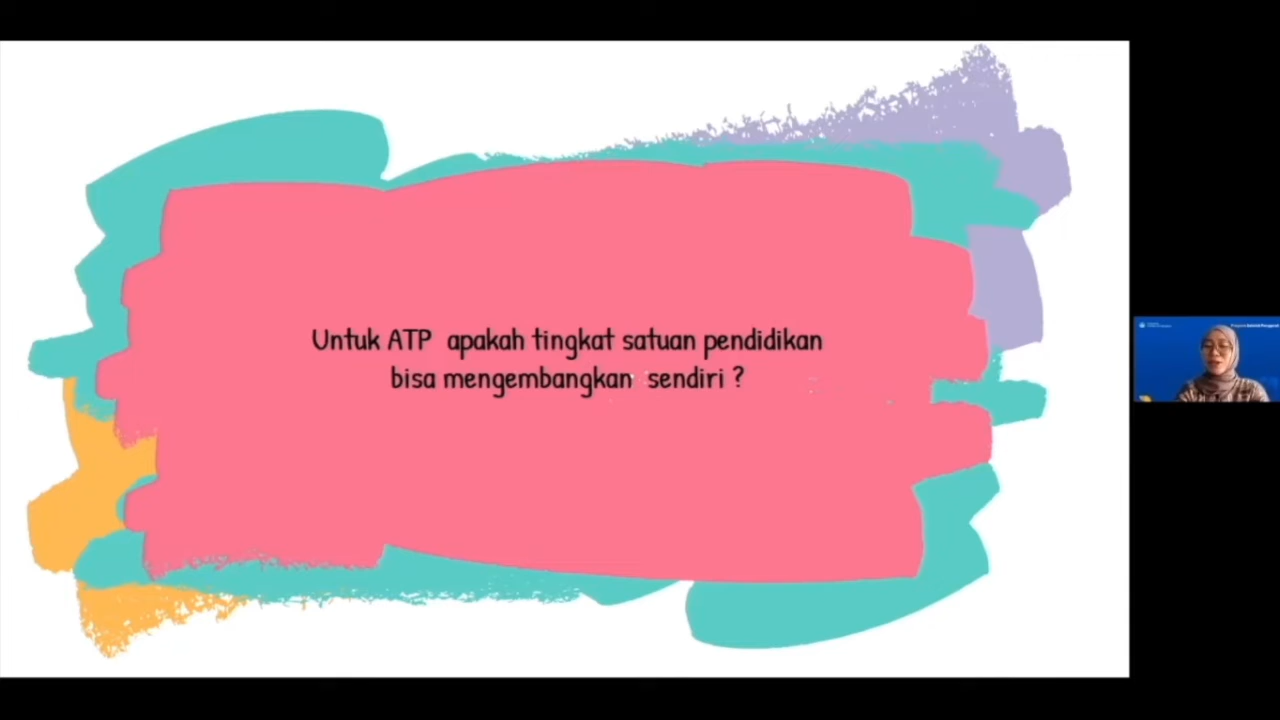 Untuk ATP apakah tingkat satuan pendidikan
bisa mengembangkan sendiri ?